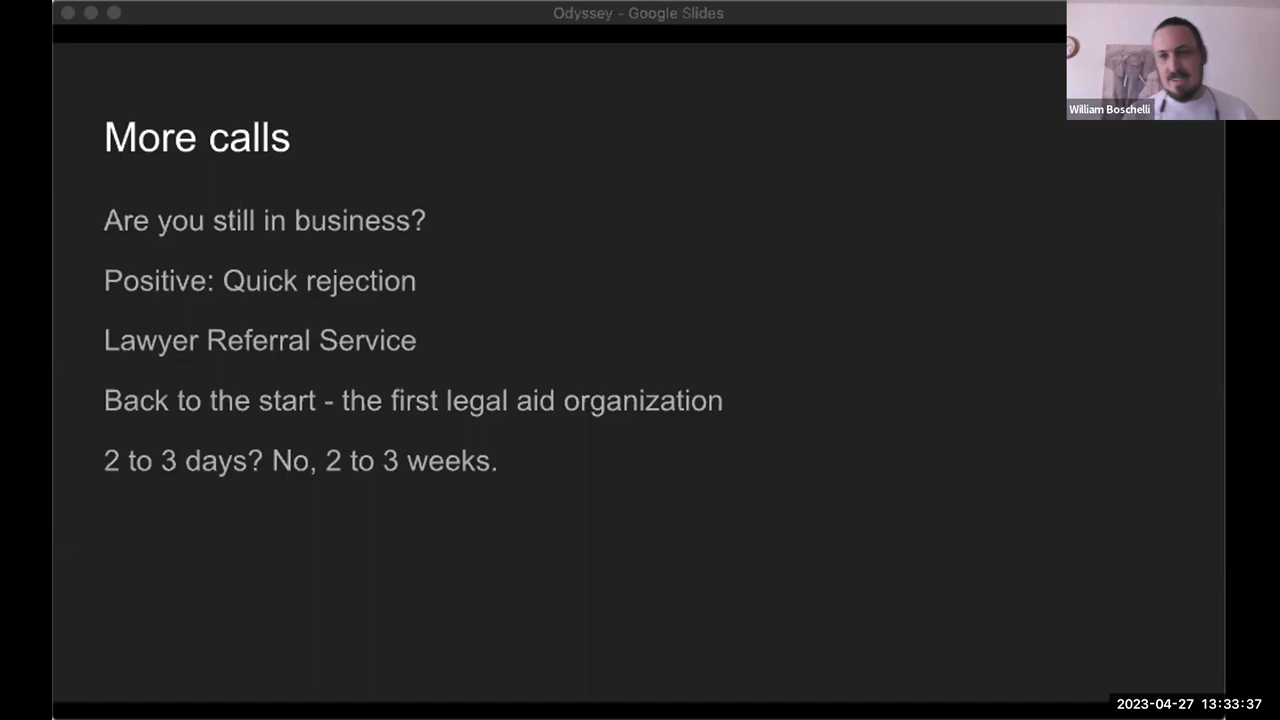 Odyssey - Google Slides
William Boschelli
More calls
Are you still in business?
Positive: Quick rejection
Lawyer Referral Service
Back to the start - the first legal aid organization
2 to 3 days? No, 2 to 3 weeks.
2023-04-27 13:33:37